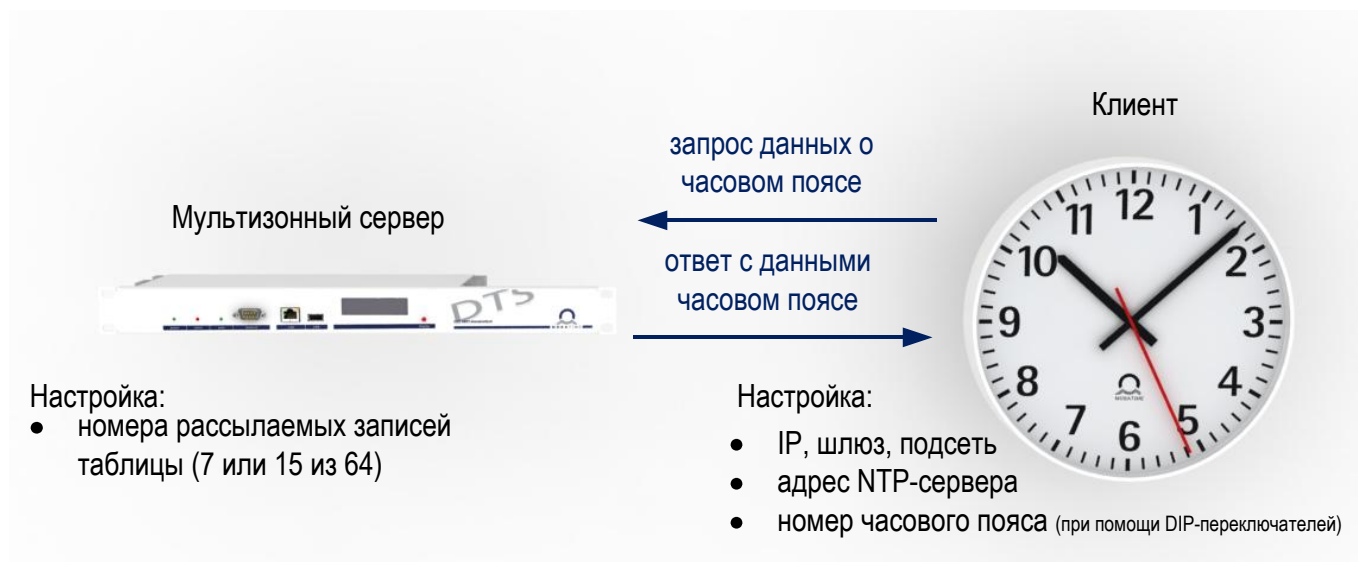 Клиент
запрос данных о
часовом поясе
Мультизонный сервер
ответ с данными
часовом поясе
DTS
12
1
2
3
4
5
6
7
8
9
10
11
MOBATIME
Настройка:
● номера рассылаемых записей
таблицы (7 или 15 из 64)
Настройка:
● IP, шлюз, подсеть
● адрес NTP-сервера
● номер часового пояса (при помощи DIP-переключателей)